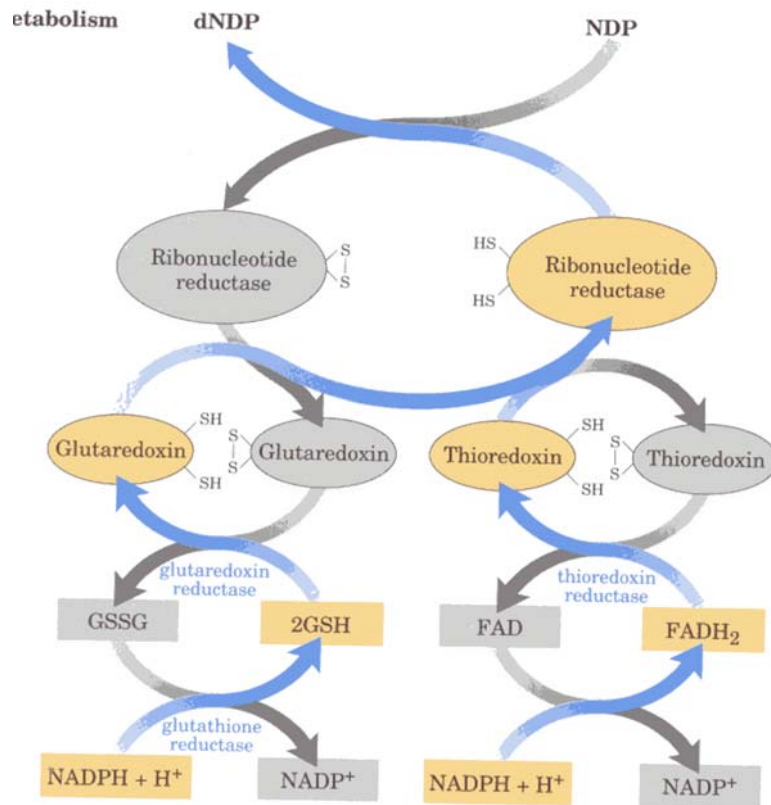 etabolism dNDP NDP
Ribonucleotide
reductase
S
S
HS
HS
Ribonucleotide
reductase
Glutaredoxin
SH
SH
S
S
Glutaredoxin
Thioredoxin
SH
SH
S
S
Thioredoxin
glutaredoxin
reductase
thioredoxin
reductase
GSSG
2GSH
FAD
FADH₂
glutathione
reductase
NADPH + H⁺
NADP⁺
NADPH + H⁺
NADP⁺